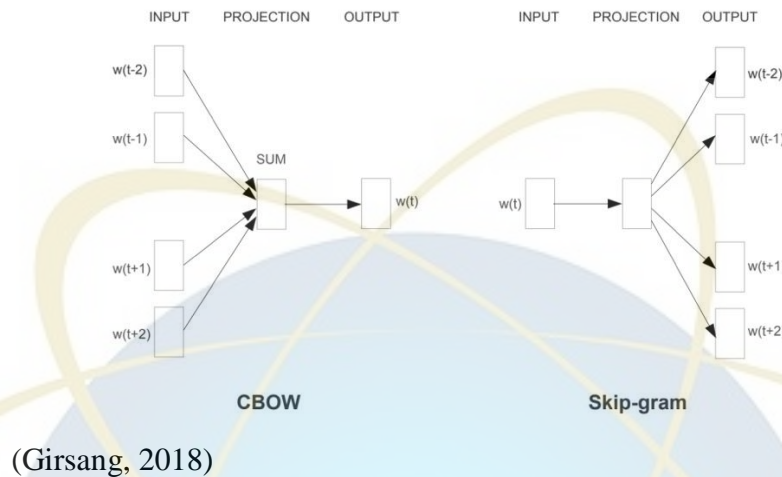 INPUT PROJECTION OUTPUT INPUT PROJECTION OUTPUT
w(t-2) w(t-2)
w(t-1) w(t-1)
SUM
w(t) w(t)
w(t+1) w(t+1
w(t+2) w(t+2
CBOW Skip-gram
(Girsang, 2018)